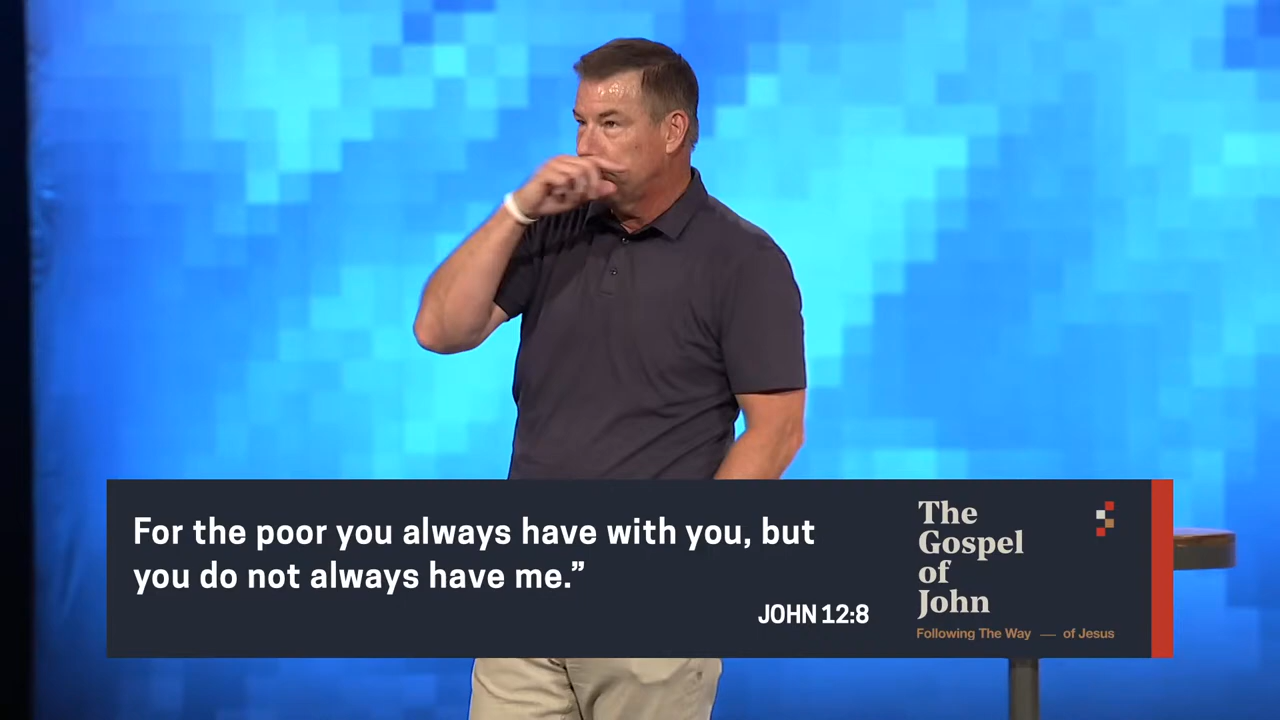 For the poor you always have with you, but
you do not always have me.”
JOHN 12:8
The
Gospel
of
John
Following The Way — of Jesus